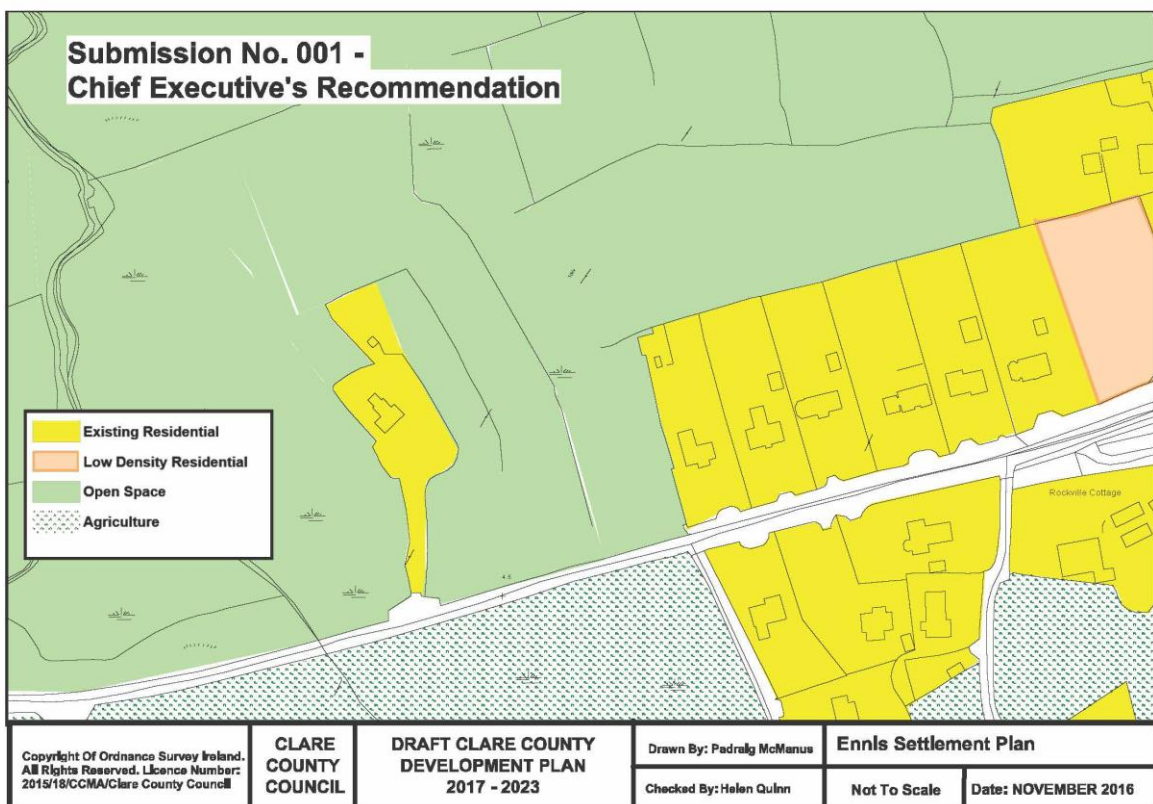 Submission No. 001 -
Chief Executive's Recommendation
Existing Residential
Low Density Residential
Open Space
Agriculture
Rockville Cottage
4.5
Copyright Of Ordnance Survey Ireland.
All Rights Reserved. Licence Number:
2015/18/CCMA/Clare County Council
CLARE
COUNTY
COUNCIL
DRAFT CLARE COUNTY
DEVELOPMENT PLAN
2017 - 2023
Drawn By: Padraig McManus
Checked By: Helen Quinn
Ennis Settlement Plan
Not To Scale
Date: NOVEMBER 2016